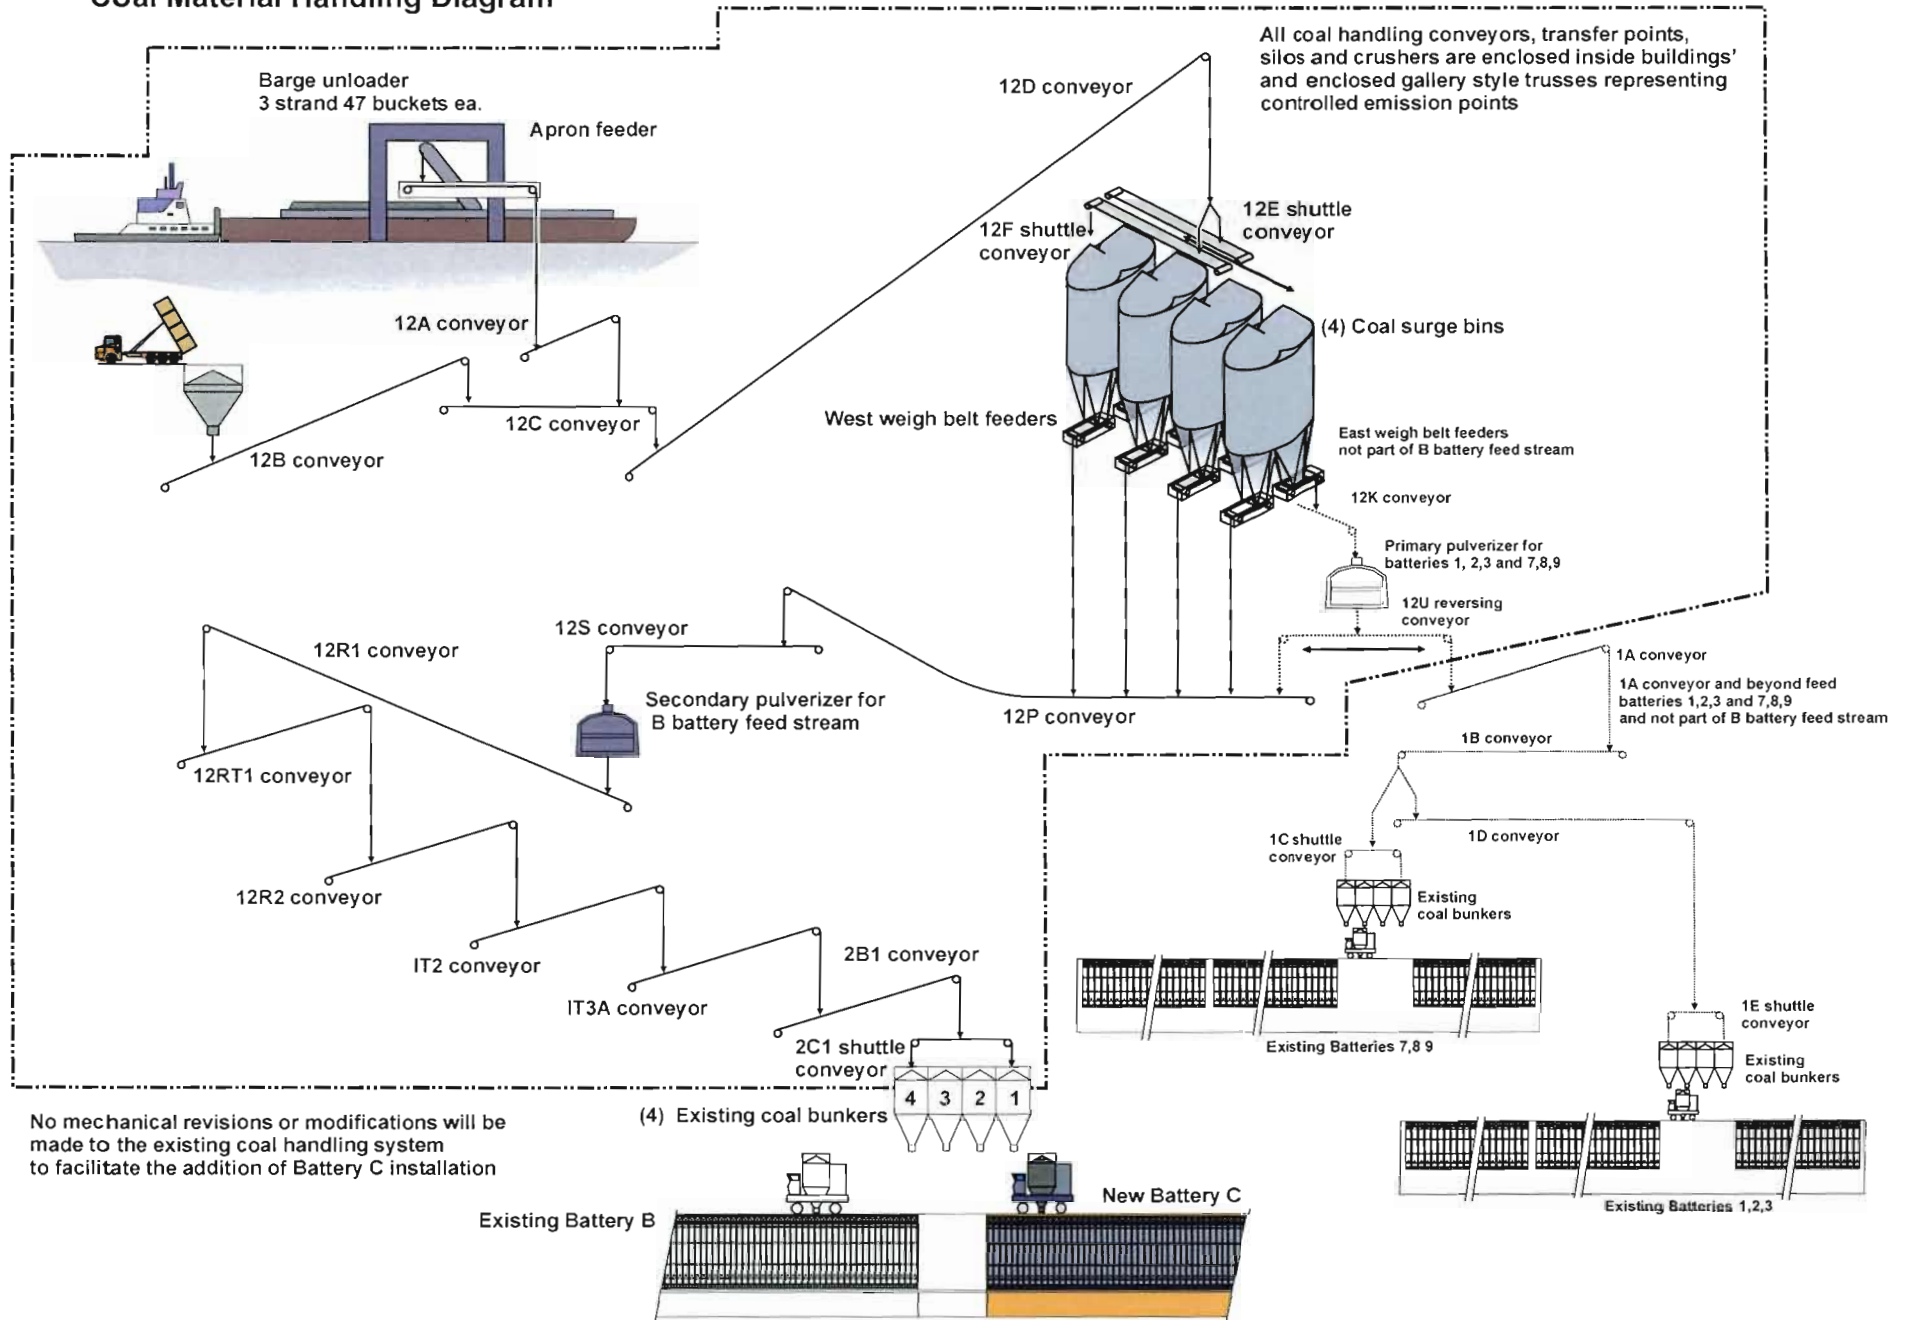 Coal Material Handling Diagram
All coal handling conveyors, transfer points,
silos and crushers are enclosed inside buildings'
and enclosed gallery style trusses representing
controlled emission points
Barge unloader
3 strand 47 buckets ea.
Apron feeder
12D conveyor
12E shuttle
conveyor
12F shuttle
conveyor
12A conveyor
(4) Coal surge bins
12C conveyor
West weigh belt feeders
12B conveyor
East weigh belt feeders
not part of B battery feed stream
12K conveyor
Primary pulverizer for
batteries 1, 2,3 and 7,8,9
12U reversing
conveyor
12S conveyor
12R1 conveyor
1A conveyor
1A conveyor and beyond feed
batteries 1,2,3 and 7,8,9
and not part of B battery feed stream
Secondary pulverizer for
B battery feed stream
12P conveyor
1B conveyor
12RT1 conveyor
1C shuttle
conveyor
1D conveyor
12R2 conveyor
Existing
coal bunkers
IT2 conveyor
2B1 conveyor
IT3A conveyor
1E shuttle
conveyor
Existing Batteries 7,8 9
2C1 shuttle
conveyor
Existing
coal bunkers
4 3 2 1
(4) Existing coal bunkers
No mechanical revisions or modifications will be
made to the existing coal handling system
to facilitate the addition of Battery C installation
New Battery C
Existing Battery B
Existing Batteries 1,2,3